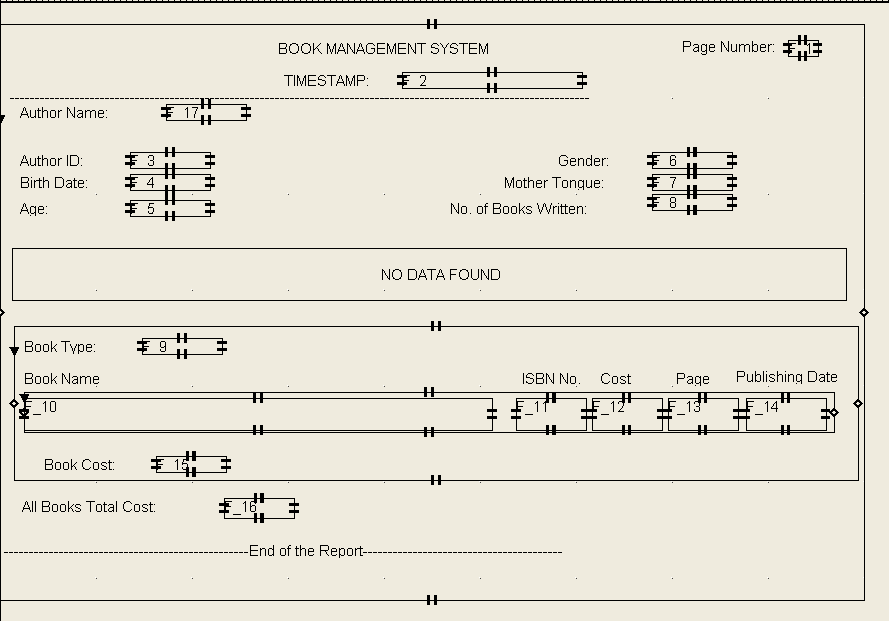 BOOK MANAGEMENT SYSTEM Page Number: F_1
TIMESTAMP: F_2
Author Name: F_17
Author ID: F_3 Gender: F_6
Birth Date: F_4 Mother Tongue: F_7
Age: F_5 No. of Books Written: F_8
NO DATA FOUND
Book Type: F_9
Book Name ISBN No. Cost Page Publishing Date
F_10 F_11 F_12 F_13 F_14
Book Cost: F_15
All Books Total Cost: F_16
End of the Report